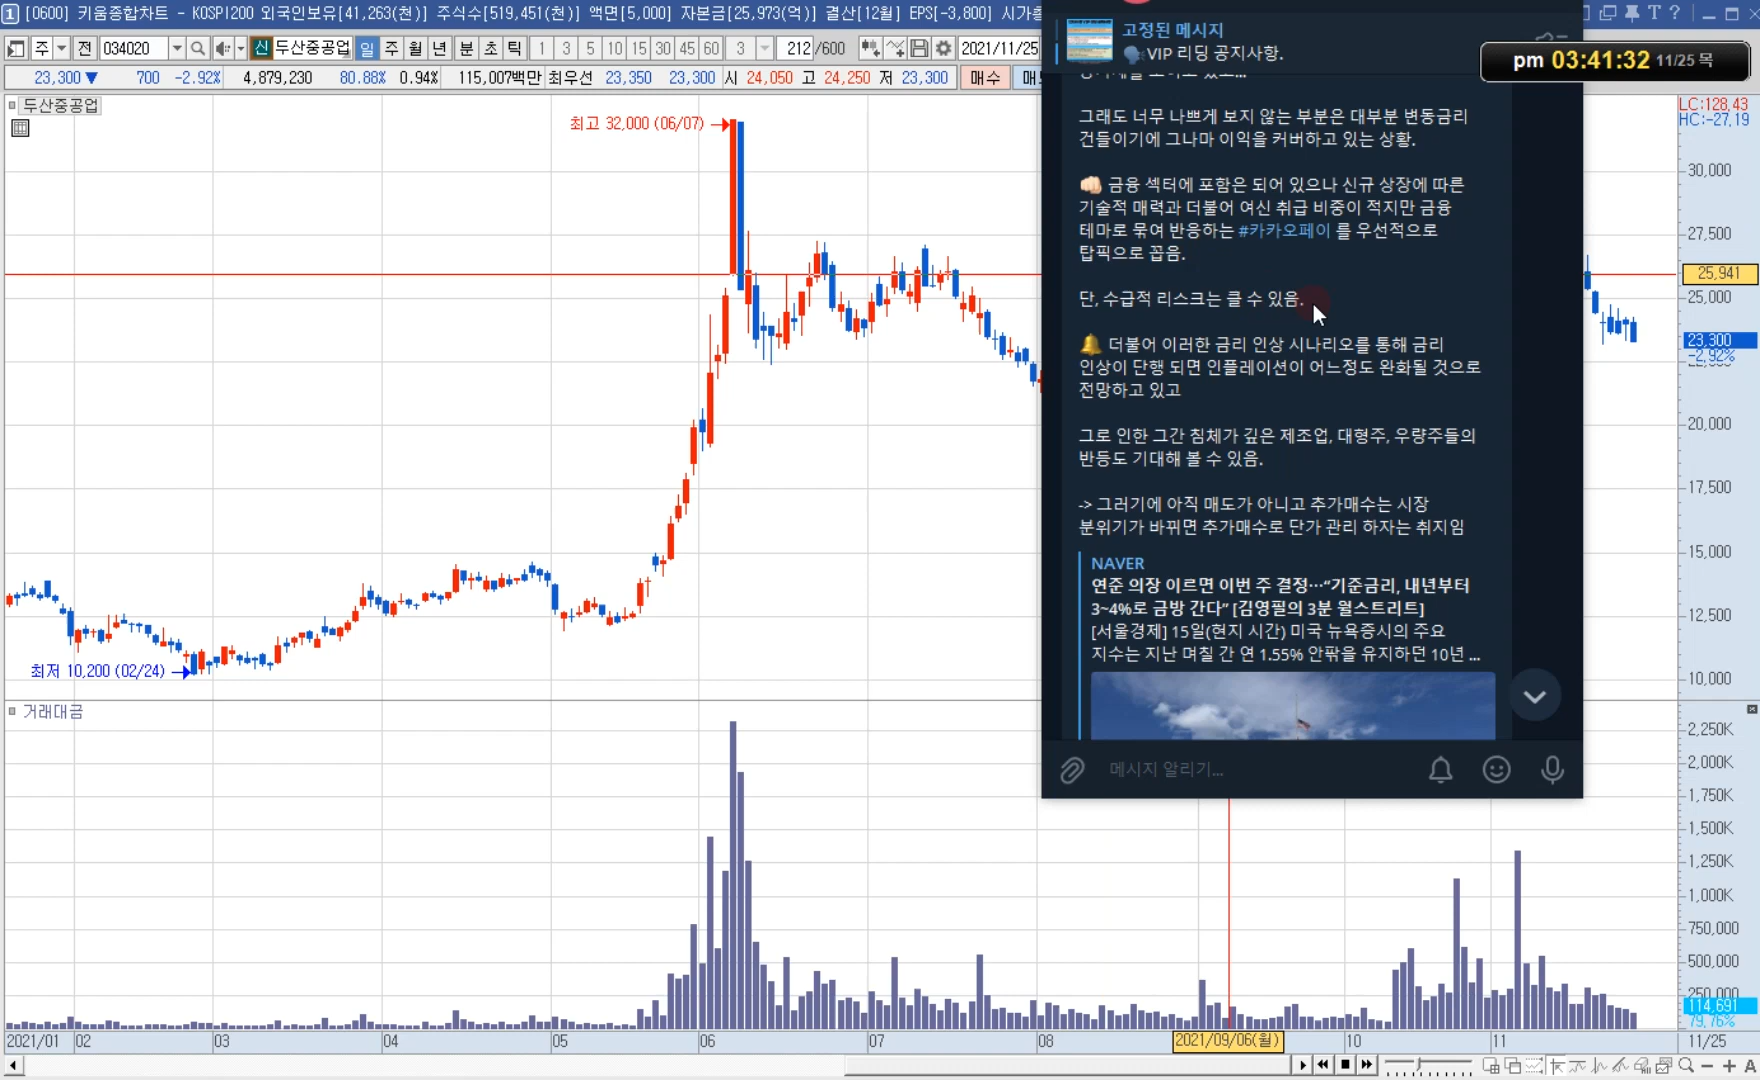 1 [0600] 키움종합차트 - KOSPI200 외국인보유[41,263(천)] 주식수[519,451(천)] 액면[5,000] 자본금[25,973(억)] 결산[12월] EPS[-3,800]
주 전 034020 신 두산중공업 일 주 월 년 분 초 틱 1 3 5 10 15 30 45 60 3 212 /600 2021/11/25
23,300 ▼ 700 -2.92% 4,879,230 80.88% 0.94% 115,007백만 최우선 23,350 23,300 시 24,050 고 24,250 저 23,300 매수
두산중공업
최고 32,000 (06/07)
최저 10,200 (02/24)
LC:128.43
HC:-27.19
30,000
27,500
25,941
25,000
23,300
-2.92%
20,000
17,500
15,000
12,500
10,000
거래대금
2,250K
2,000K
1,750K
1,500K
1,250K
1,000K
750,000
500,000
250,000
114,691
79.76%
2021/01 02 03 04 05 06 07 08 2021/09/06(월) 10 11 11/25
고정된 메시지
VIP 리딩 공지사항.
pm 03:41:32 11/25 목
그래도 너무 나쁘게 보지 않는 부분은 대부분 변동금리
건들이기에 그나마 이익을 커버하고 있는 상황.
👊🏻 금융 섹터에 포함은 되어 있으나 신규 상장에 따른
기술적 매력과 더불어 여신 취급 비중이 적지만 금융
테마로 묶여 반응하는 #카카오페이 를 우선적으로
탑픽으로 꼽음.
단, 수급적 리스크는 클 수 있음.
🔔 더불어 이러한 금리 인상 시나리오를 통해 금리
인상이 단행 되면 인플레이션이 어느정도 완화될 것으로
전망하고 있고
그로 인한 그간 침체가 깊은 제조업, 대형주, 우량주들의
반등도 기대해 볼 수 있음.
-> 그러기에 아직 매도가 아니고 추가매수는 시장
분위기가 바뀌면 추가매수로 단가 관리 하자는 취지임
NAVER
연준 의장 이르면 이번 주 결정…“기준금리, 내년부터
3~4%로 금방 간다” [김영필의 3분 월스트리트]
[서울경제] 15일(현지 시간) 미국 뉴욕증시의 주요
지수는 지난 며칠 간 연 1.55% 안팎을 유지하던 10년 ...
메시지 알리기...